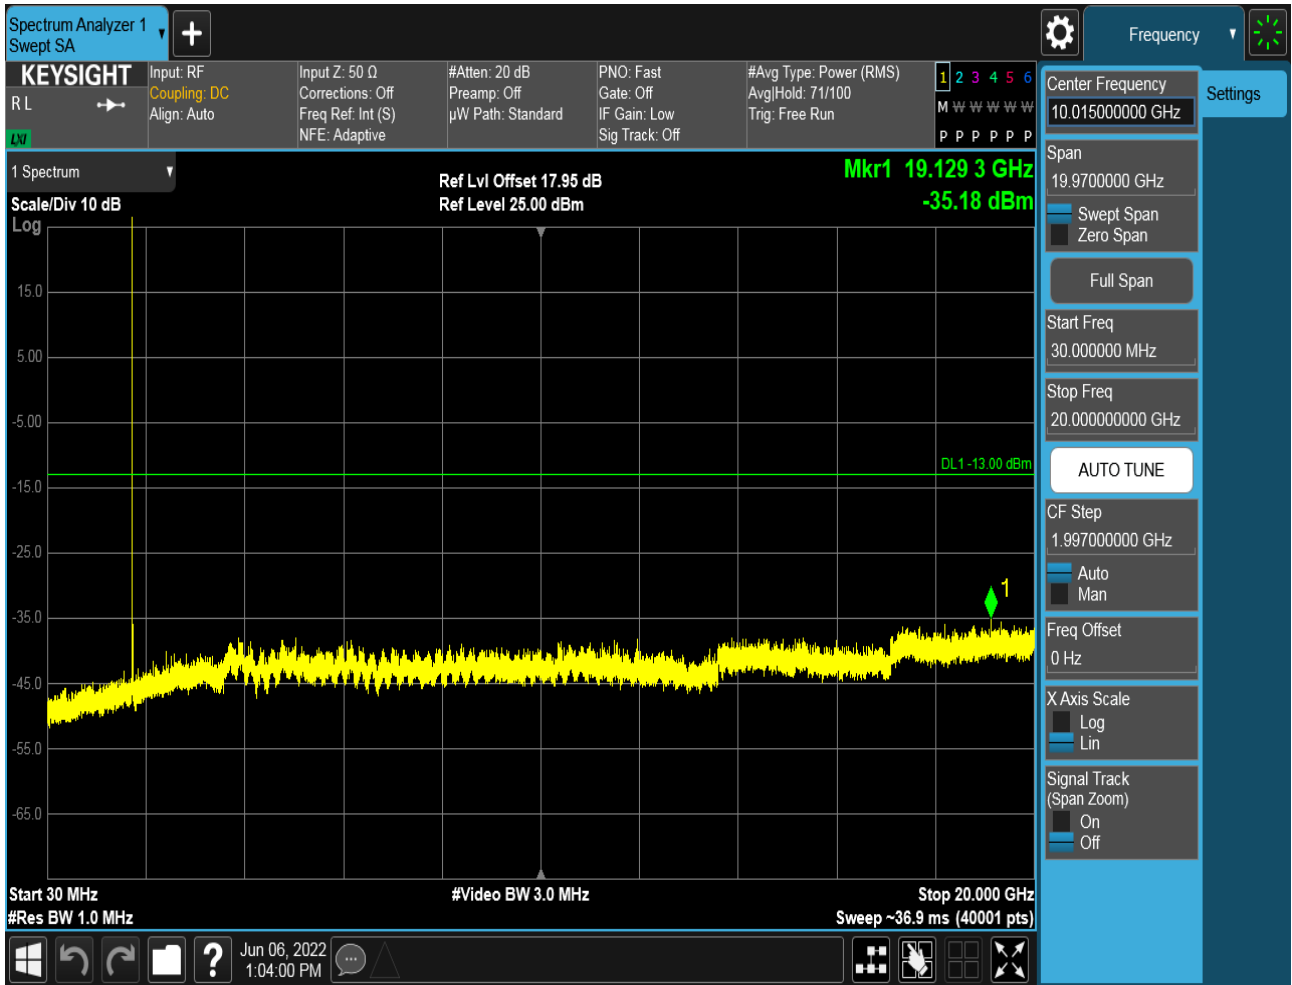 Spectrum Analyzer 1
Swept SA
Frequency
KEYSIGHT
R L
LXI
Input: RF
Coupling: DC
Align: Auto
Input Z: 50 Ω
Corrections: Off
Freq Ref: Int (S)
NFE: Adaptive
#Atten: 20 dB
Preamp: Off
µW Path: Standard
PNO: Fast
Gate: Off
IF Gain: Low
Sig Track: Off
#Avg Type: Power (RMS)
Avg|Hold: 71/100
Trig: Free Run
1 2 3 4 5 6
M W W W W W
P P P P P P
1 Spectrum
Scale/Div 10 dB
Log
Ref Lvl Offset 17.95 dB
Ref Level 25.00 dBm
Mkr1 19.129 3 GHz
-35.18 dBm
15.0
5.00
-5.00
-15.0
-25.0
-35.0
-45.0
-55.0
-65.0
DL1 -13.00 dBm
1
Start 30 MHz
#Res BW 1.0 MHz
#Video BW 3.0 MHz
Stop 20.000 GHz
Sweep ~36.9 ms (40001 pts)
Jun 06, 2022
1:04:00 PM
Center Frequency
10.015000000 GHz
Settings
Span
19.9700000 GHz
Swept Span
Zero Span
Full Span
Start Freq
30.000000 MHz
Stop Freq
20.000000000 GHz
AUTO TUNE
CF Step
1.997000000 GHz
Auto
Man
Freq Offset
0 Hz
X Axis Scale
Log
Lin
Signal Track
(Span Zoom)
On
Off